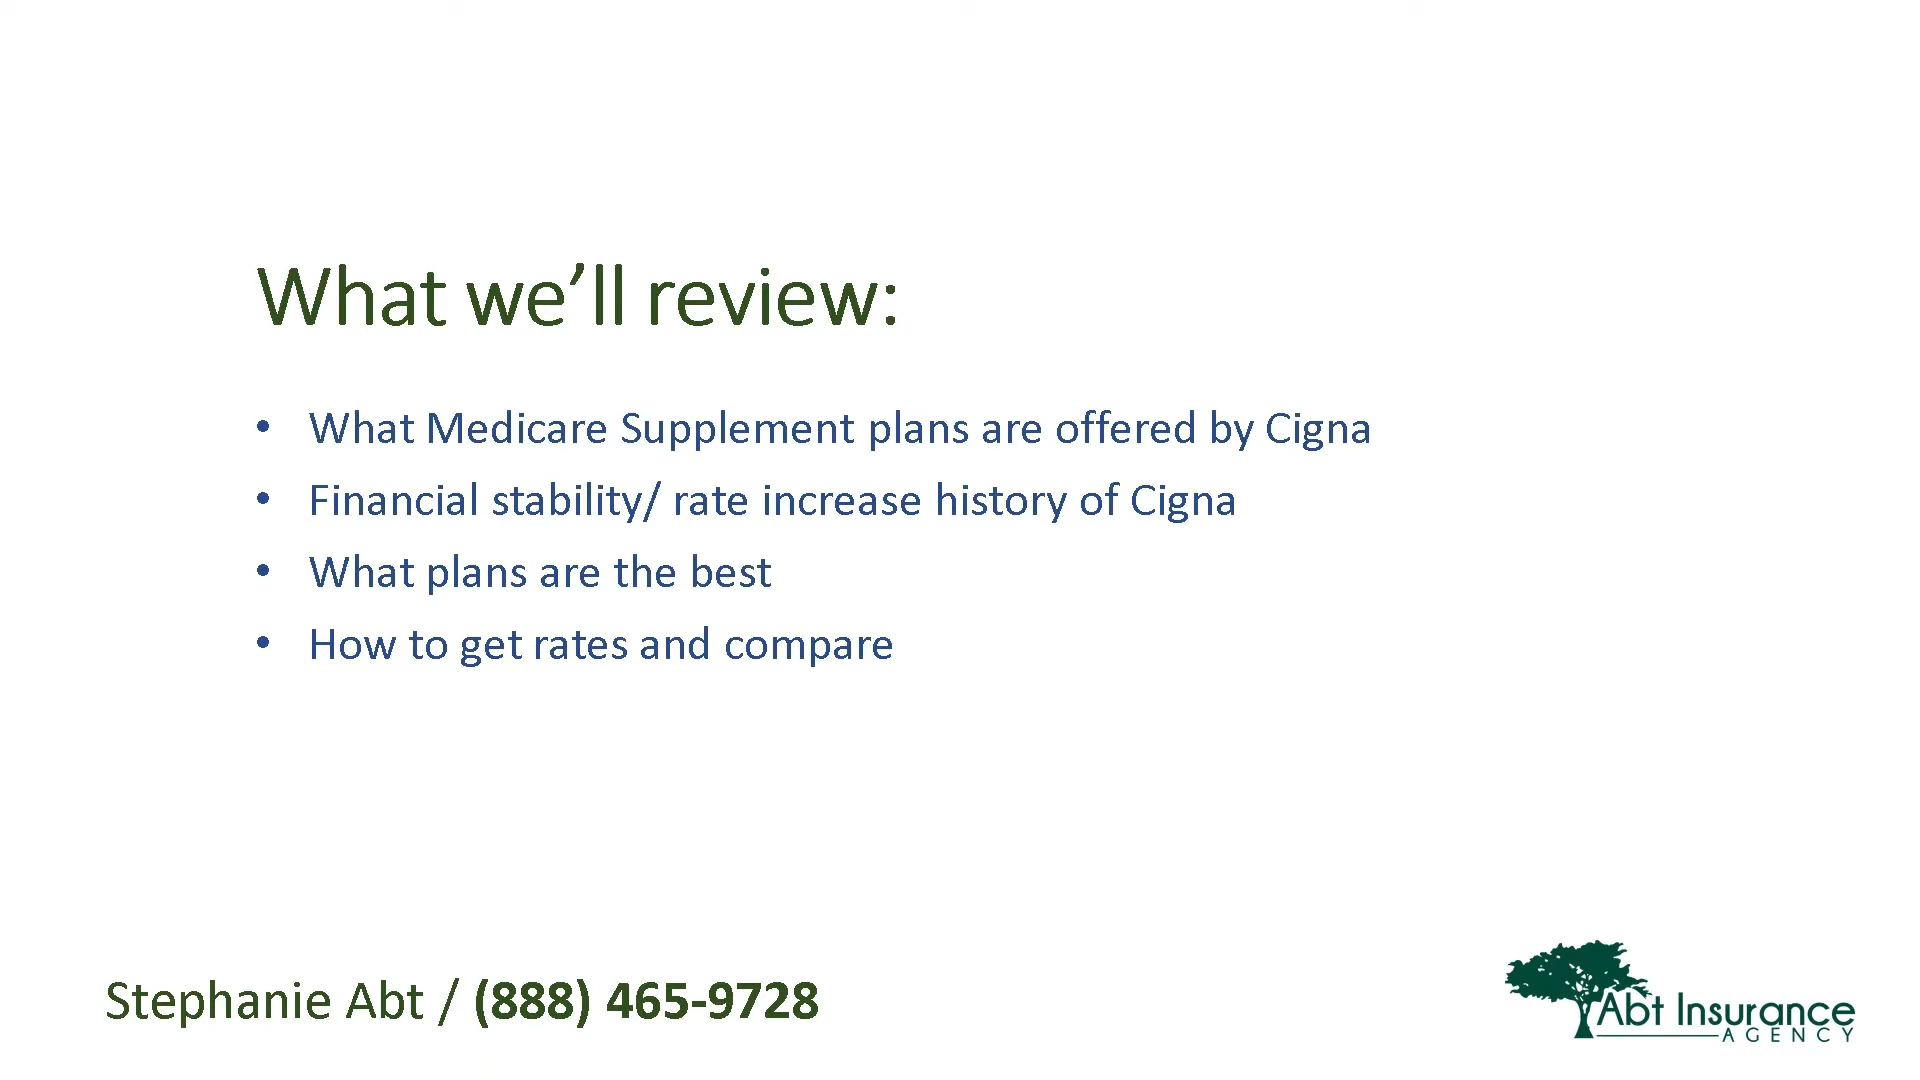 What we’ll review:
• What Medicare Supplement plans are offered by Cigna
• Financial stability/ rate increase history of Cigna
• What plans are the best
• How to get rates and compare
Stephanie Abt / (888) 465-9728
Abt Insurance
AGENCY